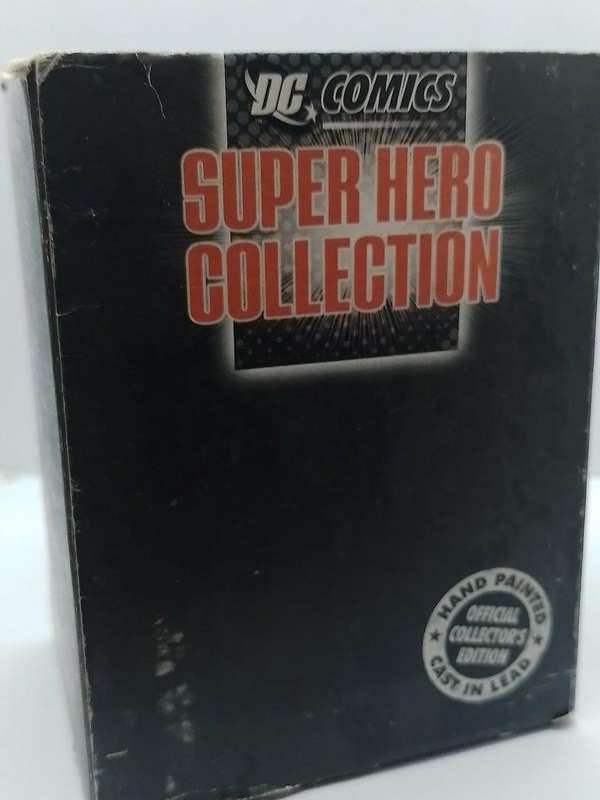 DC COMICS
SUPER HERO
COLLECTION
HAND PAINTED
OFFICIAL
COLLECTOR'S
EDITION
CAST IN LEAD